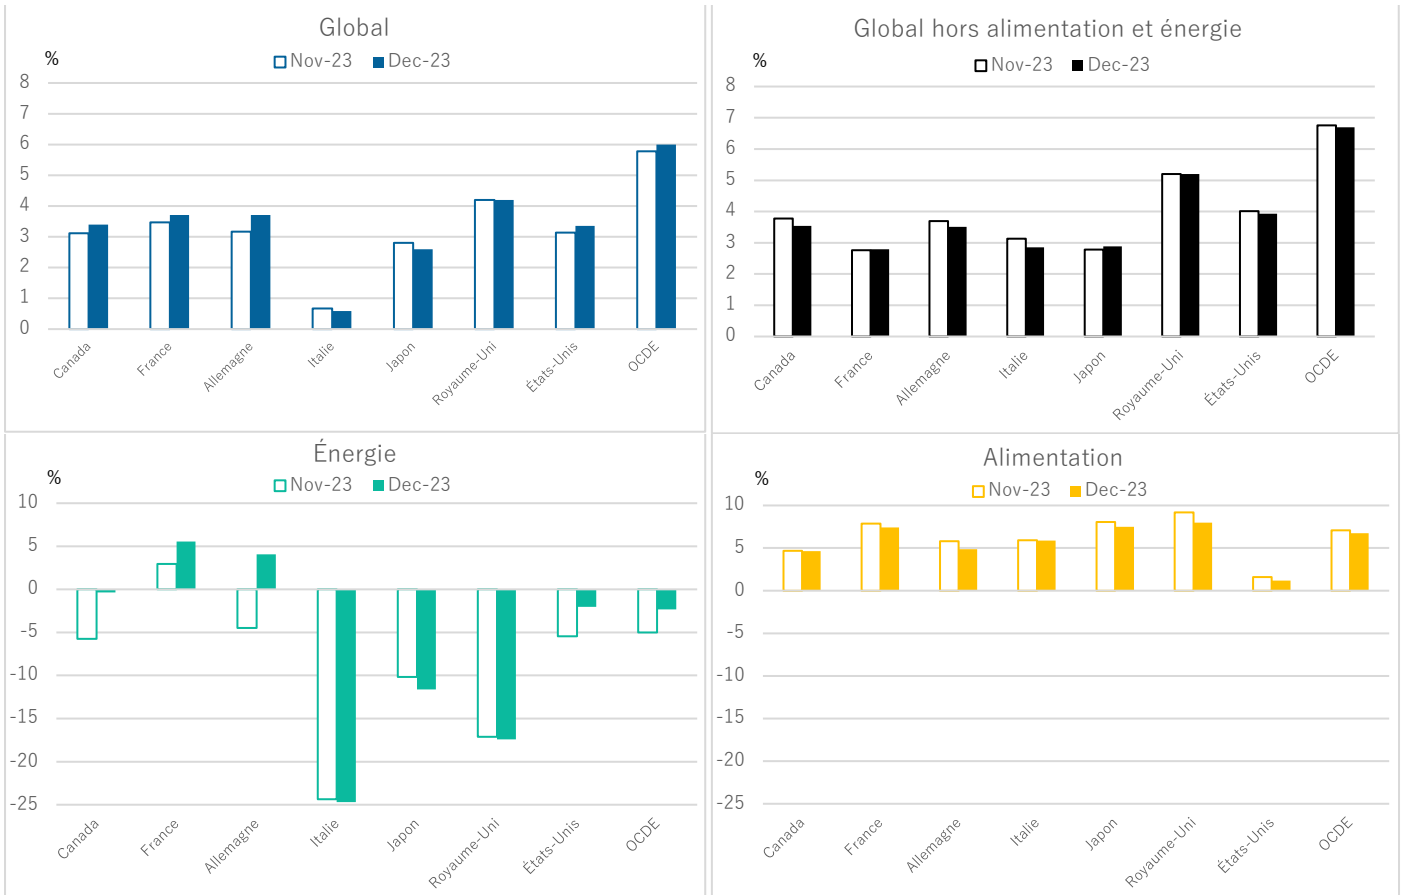 Global
%
Nov-23 Dec-23
8
7
6
5
4
3
2
1
0
Canada
France
Allemagne
Italie
Japon
Royaume-Uni
États-Unis
OCDE
Global hors alimentation et énergie
%
Nov-23 Dec-23
8
7
6
5
4
3
2
1
0
Canada
France
Allemagne
Italie
Japon
Royaume-Uni
États-Unis
OCDE
Énergie
%
Nov-23 Dec-23
10
5
0
-5
-10
-15
-20
-25
Canada
France
Allemagne
Italie
Japon
Royaume-Uni
États-Unis
OCDE
Alimentation
%
Nov-23 Dec-23
10
5
0
-5
-10
-15
-20
-25
Canada
France
Allemagne
Italie
Japon
Royaume-Uni
États-Unis
OCDE